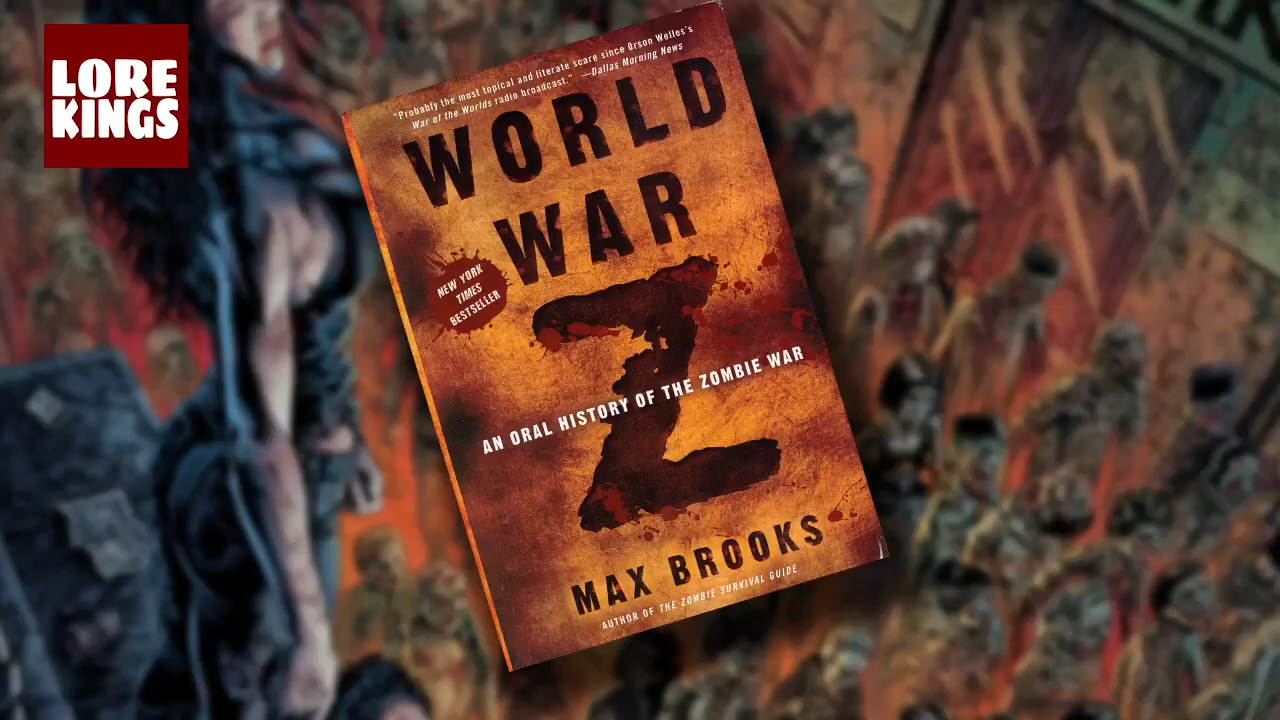 LORE
KINGS
"Probably the most topical and literate scare since Orson Welles's
War of the Worlds radio broadcast." —Dallas Morning News
WORLD
WAR
Z
NEW YORK
TIMES
BESTSELLER
AN ORAL HISTORY OF THE ZOMBIE WAR
MAX BROOKS
AUTHOR OF THE ZOMBIE SURVIVAL GUIDE